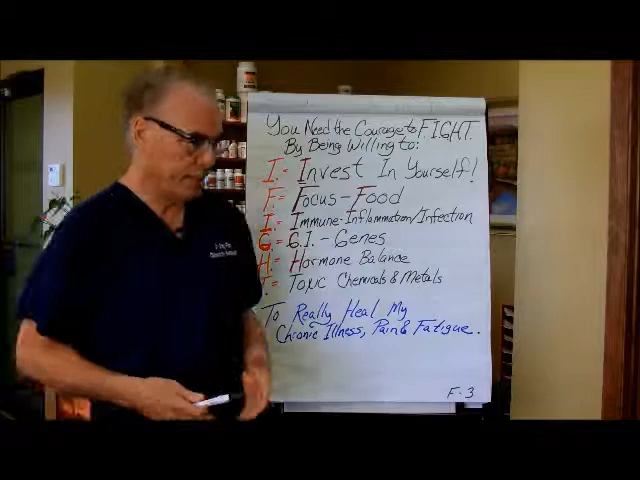 You Need the Courage to F.I.G.H.T.
By Being Willing to:
I.= Invest In Yourself!
F.= Focus-Food
I.= Immune-Inflammation/Infection
G.= G.I.-Genes
H.= Hormone Balance
T.= Toxic Chemicals & Metals
To Really Heal My
Chronic Illness, Pain & Fatigue.
F-3